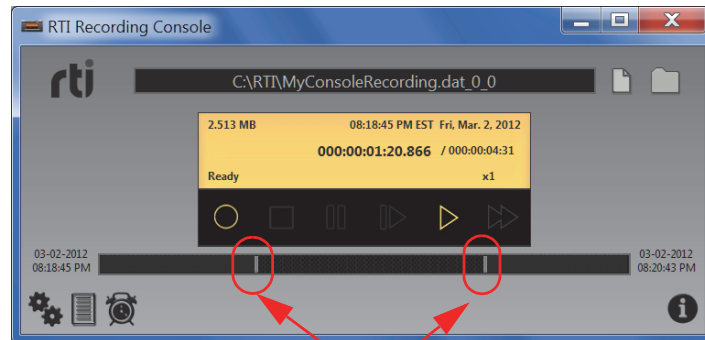 RTI Recording Console
rti
C:\RTI\MyConsoleRecording.dat_0_0
2.513 MB 08:18:45 PM EST Fri, Mar. 2, 2012
000:00:01:20.866 / 000:00:04:31
Ready x1
03-02-2012
08:18:45 PM
03-02-2012
08:20:43 PM